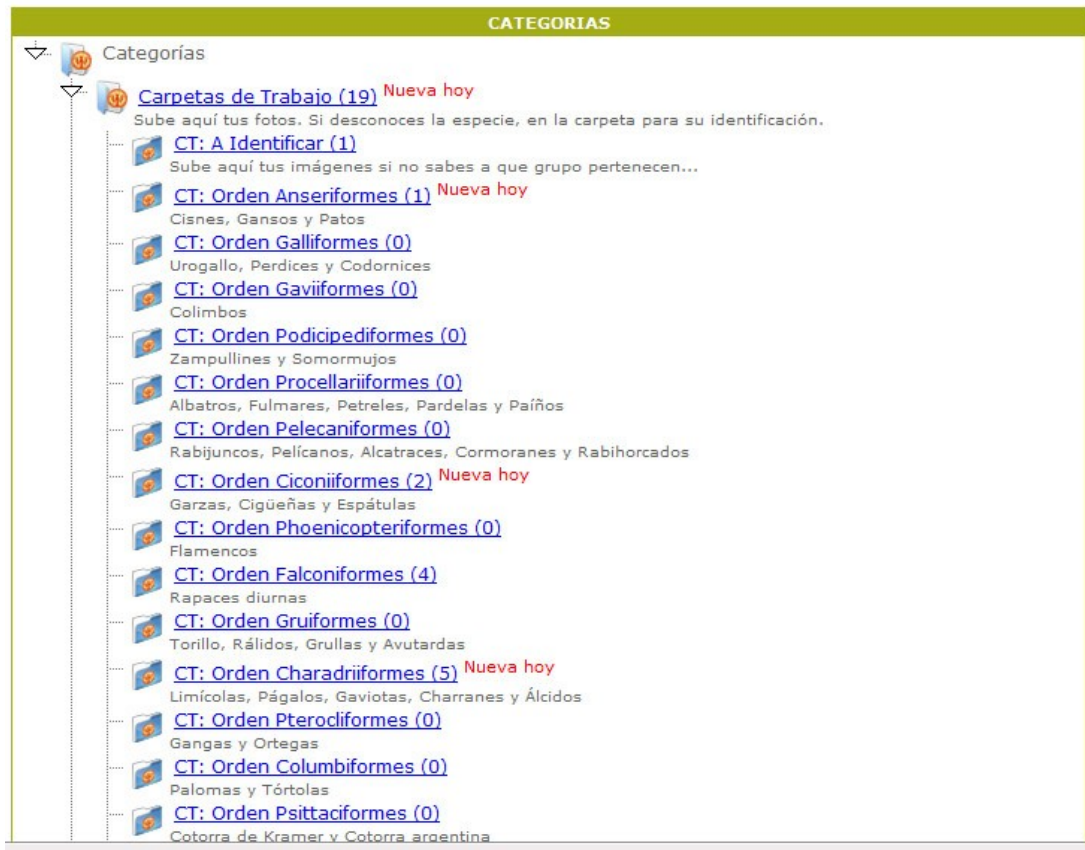 CATEGORIAS
Categorías
Carpetas de Trabajo (19) Nueva hoy
Sube aquí tus fotos. Si desconoces la especie, en la carpeta para su identificación.
CT: A Identificar (1)
Sube aquí tus imágenes si no sabes a que grupo pertenecen...
CT: Orden Anseriformes (1) Nueva hoy
Cisnes, Gansos y Patos
CT: Orden Galliformes (0)
Urogallo, Perdices y Codornices
CT: Orden Gaviiformes (0)
Colimbos
CT: Orden Podicipediformes (0)
Zampullines y Somormujos
CT: Orden Procellariiformes (0)
Albatros, Fulmares, Petreles, Pardelas y Paíños
CT: Orden Pelecaniformes (0)
Rabijuncos, Pelícanos, Alcatraces, Cormoranes y Rabihorcados
CT: Orden Ciconiiformes (2) Nueva hoy
Garzas, Cigüeñas y Espátulas
CT: Orden Phoenicopteriformes (0)
Flamencos
CT: Orden Falconiformes (4)
Rapaces diurnas
CT: Orden Gruiformes (0)
Torillo, Rálidos, Grullas y Avutardas
CT: Orden Charadriiformes (5) Nueva hoy
Limícolas, Págalos, Gaviotas, Charranes y Álcidos
CT: Orden Pterocliformes (0)
Gangas y Ortegas
CT: Orden Columbiformes (0)
Palomas y Tórtolas
CT: Orden Psittaciformes (0)
Cotorra de Kramer y Cotorra argentina